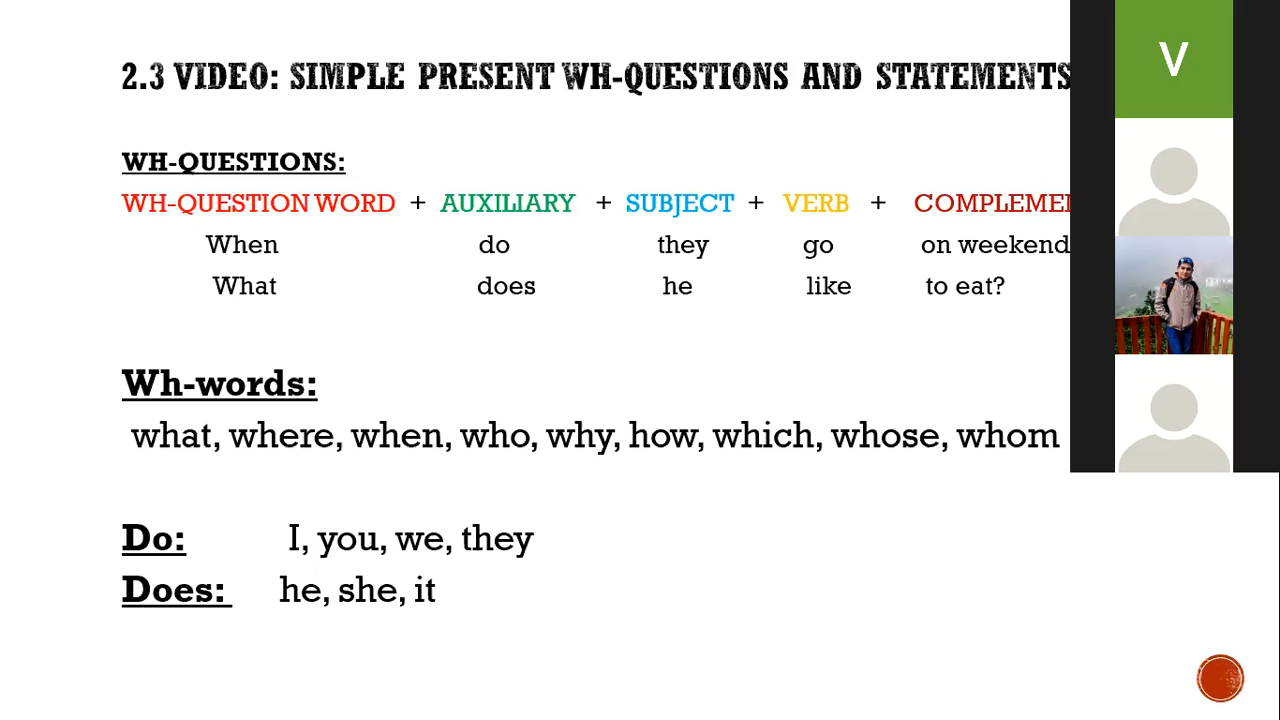 2.3 VIDEO: SIMPLE PRESENT WH-QUESTIONS AND STATEMENTS
V
WH-QUESTIONS:
WH-QUESTION WORD + AUXILIARY + SUBJECT + VERB +
When do they go on weekend
What does he like to eat?
Wh-words:
what, where, when, who, why, how, which, whose, whom
Do: I, you, we, they
Does: he, she, it